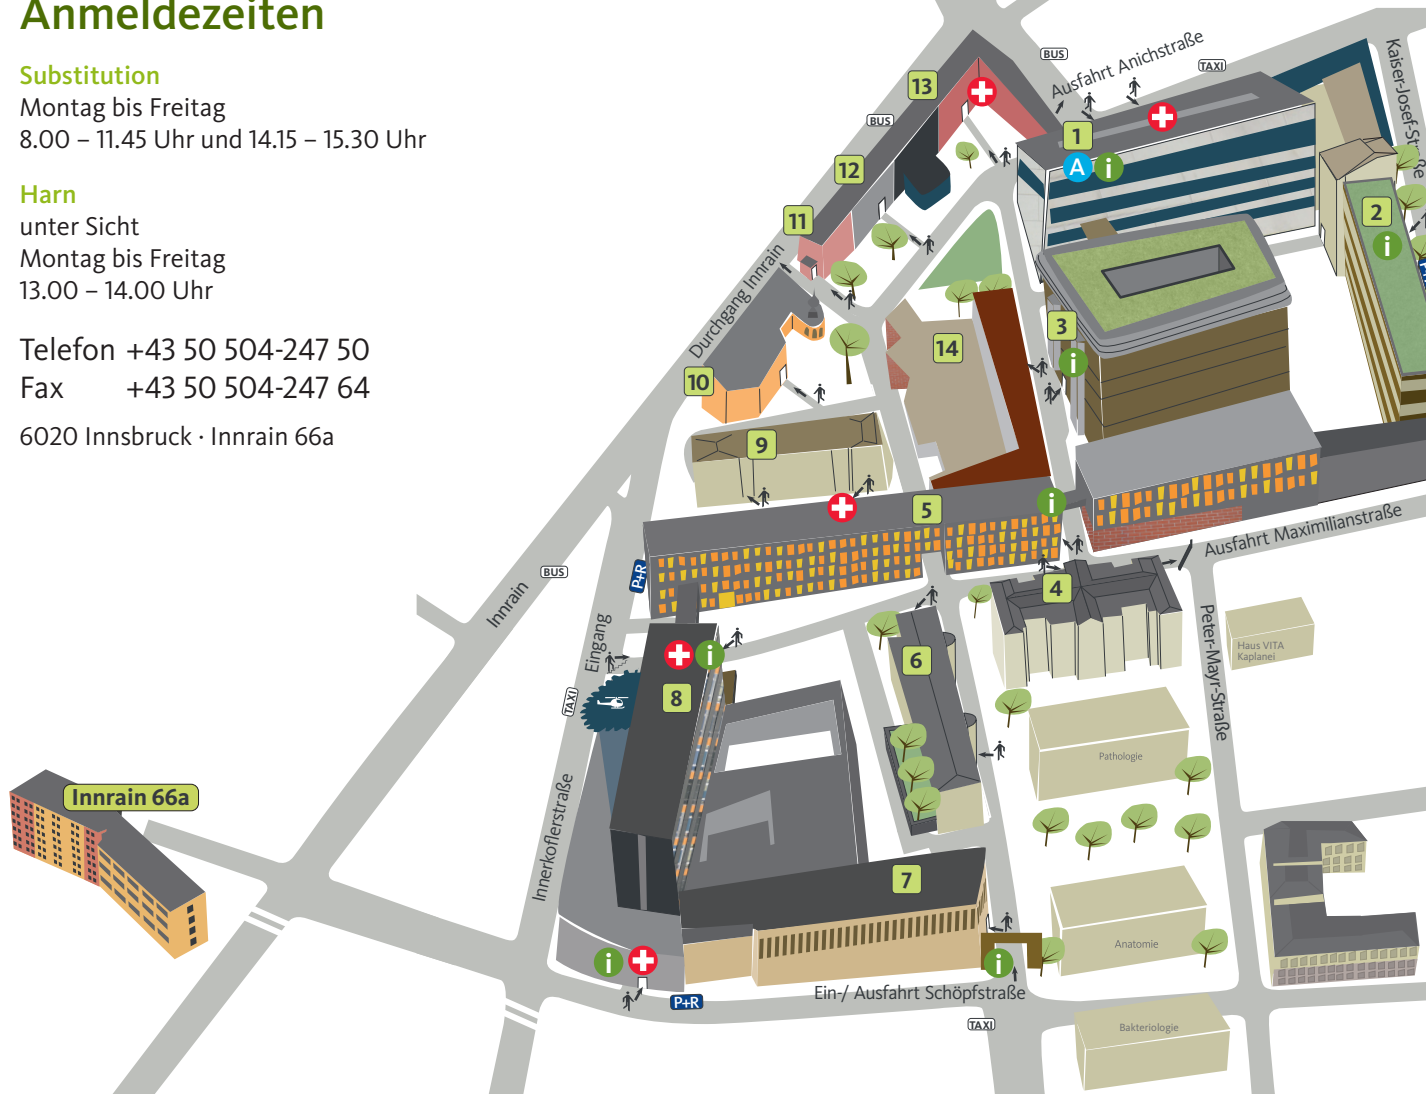 Anmeldezeiten
Substitution
Montag bis Freitag
8.00 – 11.45 Uhr und 14.15 – 15.30 Uhr
Harn
unter Sicht
Montag bis Freitag
13.00 – 14.00 Uhr
Telefon +43 50 504-247 50
Fax +43 50 504-247 64
6020 Innsbruck · Innrain 66a
BUS
Ausfahrt Anichstraße
TAXI
13
1
A
i
BUS
12
11
2
i
Durchgang Innrain
3
i
14
10
9
5
i
Ausfahrt Maximilianstraße
P+R
BUS
Innrain
4
Eingang
i
6
Peter-Mayr-Straße
Haus VITA
Kaplanei
TAXI
8
Pathologie
Innrain 66a
Innerkoflerstraße
7
Anatomie
i
i
Ein-/ Ausfahrt Schöpfstraße
P+R
TAXI
Bakteriologie